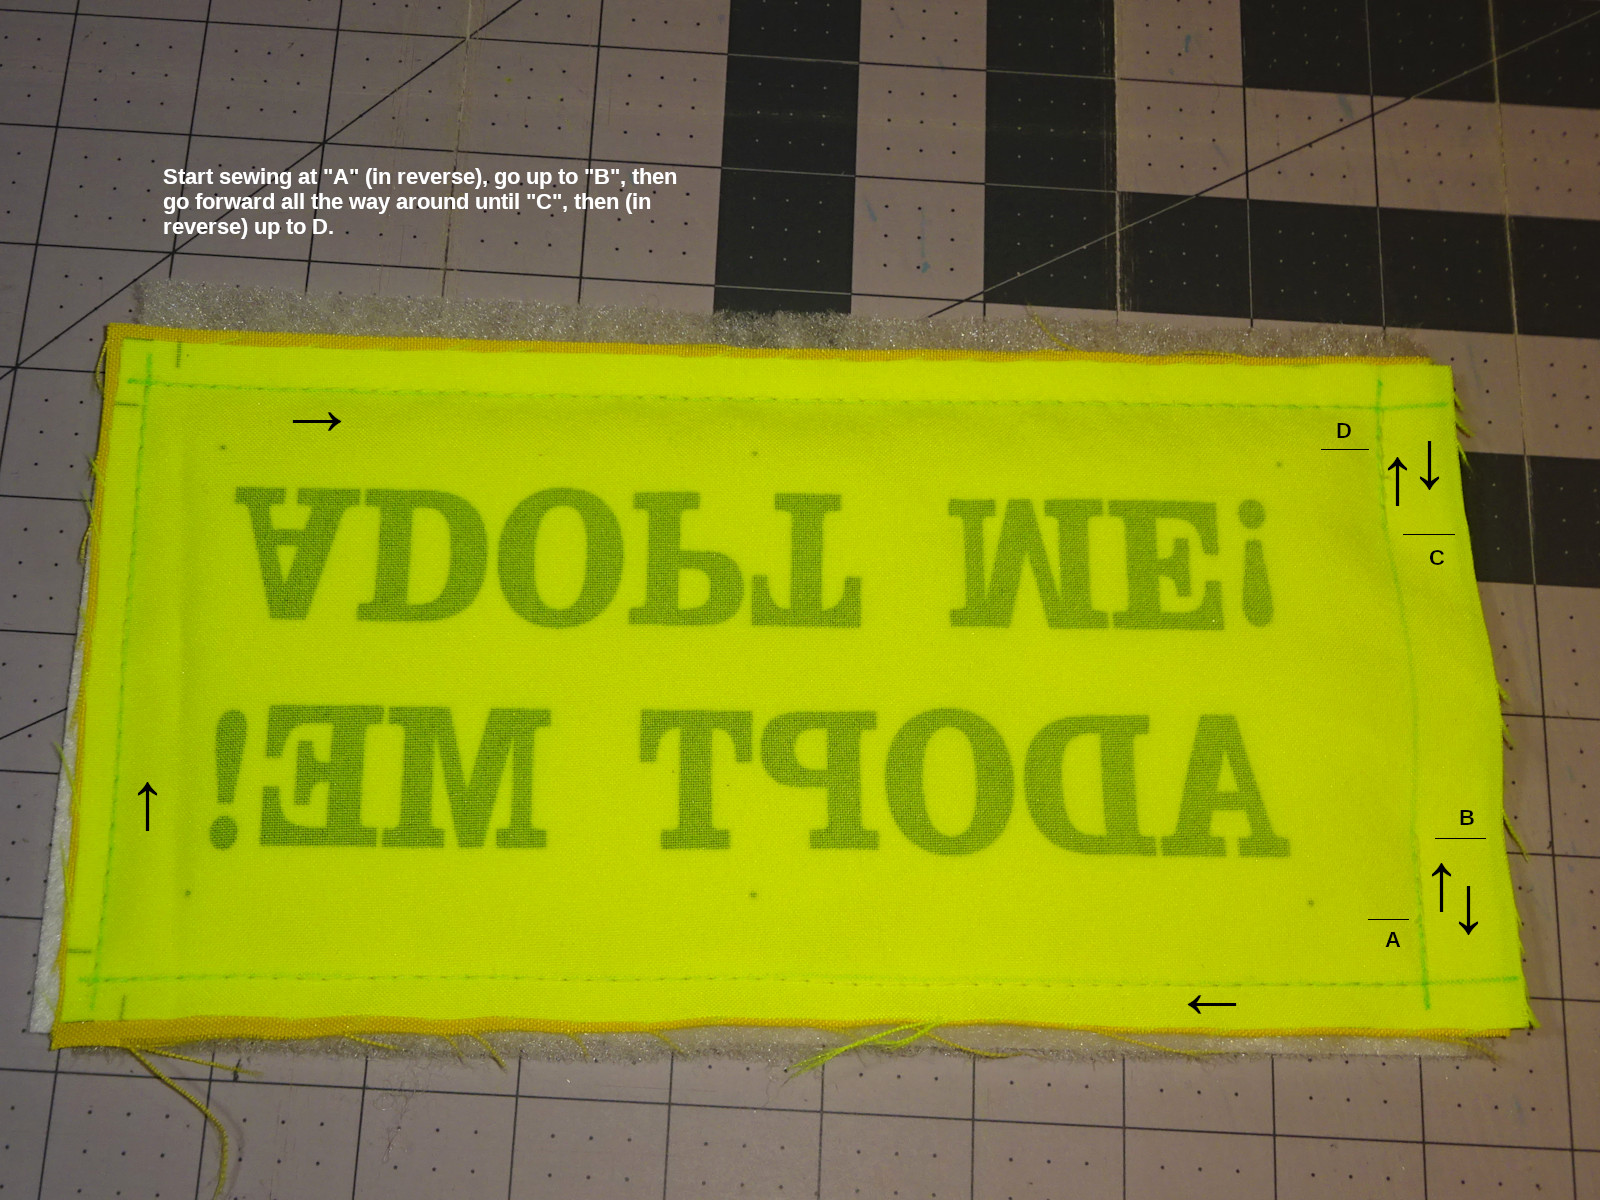 Start sewing at "A" (in reverse), go up to "B", then
go forward all the way around until "C", then (in
reverse) up to D.
D
C
ADOPT ME!
ADOPT ME!
B
A